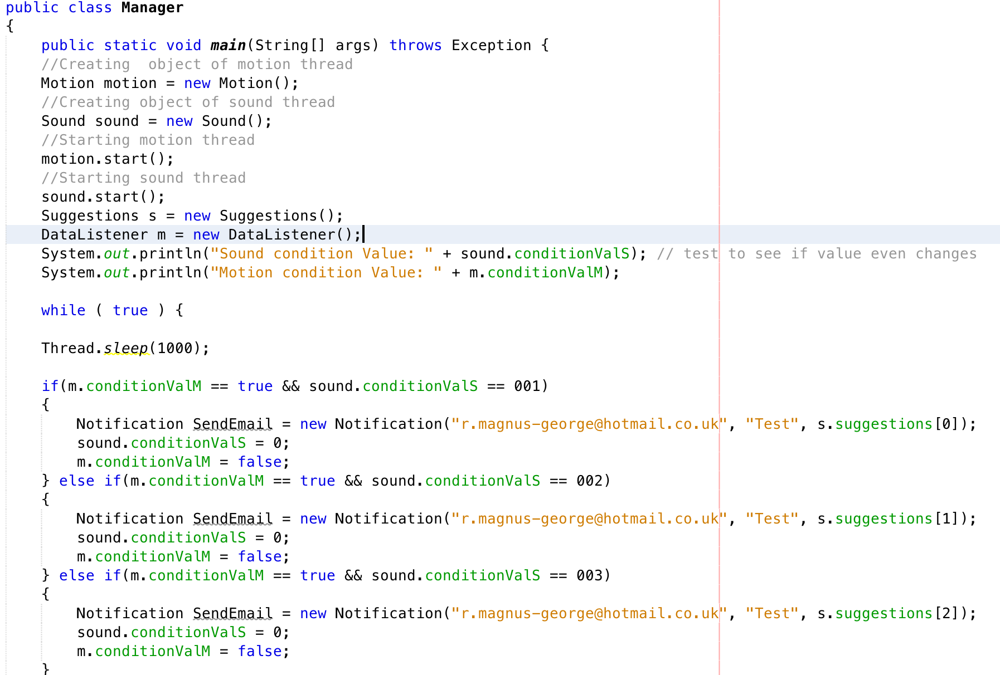 public class Manager
{
    public static void main(String[] args) throws Exception {
    //Creating  object of motion thread
    Motion motion = new Motion();
    //Creating object of sound thread
    Sound sound = new Sound();
    //Starting motion thread
    motion.start();
    //Starting sound thread
    sound.start();
    Suggestions s = new Suggestions();
    DataListener m = new DataListener();
    System.out.println("Sound condition Value: " + sound.conditionValS); // test to see if value even changes
    System.out.println("Motion condition Value: " + m.conditionValM);

    while ( true ) {

    Thread.sleep(1000);

    if(m.conditionValM == true && sound.conditionValS == 001)
    {
        Notification SendEmail = new Notification("r.magnus-george@hotmail.co.uk", "Test", s.suggestions[0]);
        sound.conditionValS = 0;
        m.conditionValM = false;
    } else if(m.conditionValM == true && sound.conditionValS == 002)
    {
        Notification SendEmail = new Notification("r.magnus-george@hotmail.co.uk", "Test", s.suggestions[1]);
        sound.conditionValS = 0;
        m.conditionValM = false;
    } else if(m.conditionValM == true && sound.conditionValS == 003)
    {
        Notification SendEmail = new Notification("r.magnus-george@hotmail.co.uk", "Test", s.suggestions[2]);
        sound.conditionValS = 0;
        m.conditionValM = false;
    }